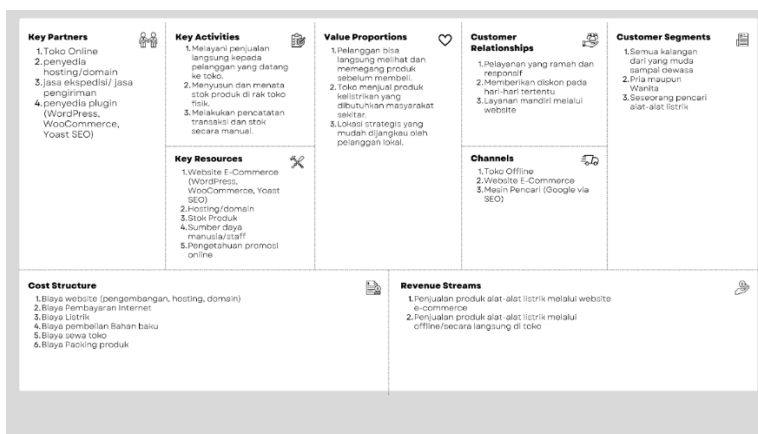 Key Partners
1.Toko Online
2.penyedia
hosting/domain
3.jasa ekspedisi/ jasa
pengiriman
4.penyedia plugin
(WordPress,
WooCommerce,
Yoast SEO)
Key Activities
1.Melayani penjualan
langsung kepada
pelanggan yang datang
ke toko.
2.Menyusun dan menata
stok produk di rak toko
fisik.
3.Melakukan pencatatan
transaksi dan stok
secara manual.
Key Resources
1.Website E-Commerce
(WordPress,
WooCommerce, Yoast
SEO)
2.Hosting/domain
3.Stok Produk
4.Sumber daya
manusia/staff
5.Pengetahuan promosi
online
Value Proportions
1.Pelanggan bisa
langsung melihat dan
memegang produk
sebelum membeli.
2.Toko menjual produk
kelistrikan yang
dibutuhkan masyarakat
sekitar.
3.Lokasi strategis yang
mudah dijangkau oleh
pelanggan lokal.
Customer
Relationships
1.Pelayanan yang ramah dan
responsif
2.Memberikan diskon pada
hari-hari tertentu
3.Layanan mandiri melalui
website
Channels
1.Toko Offline
2.Website E-Commerce
3.Mesin Pencari (Google via
SEO)
Customer Segments
1.Semua kalangan
dari yang muda
sampai dewasa
2.Pria maupun
Wanita
3.Seseorang pencari
alat-alat listrik
Cost Structure
1.Biaya website (pengembangan, hosting, domain)
2.Biaya Pembayaran Internet
3.Biaya Listrik
4.Biaya pembelian Bahan baku
5.Biaya sewa toko
6.Biaya Packing produk
Revenue Streams
1.Penjualan produk alat-alat listrik melalui website
e-commerce
2.Penjualan produk alat-alat listrik melalui
offline/secara langsung di toko